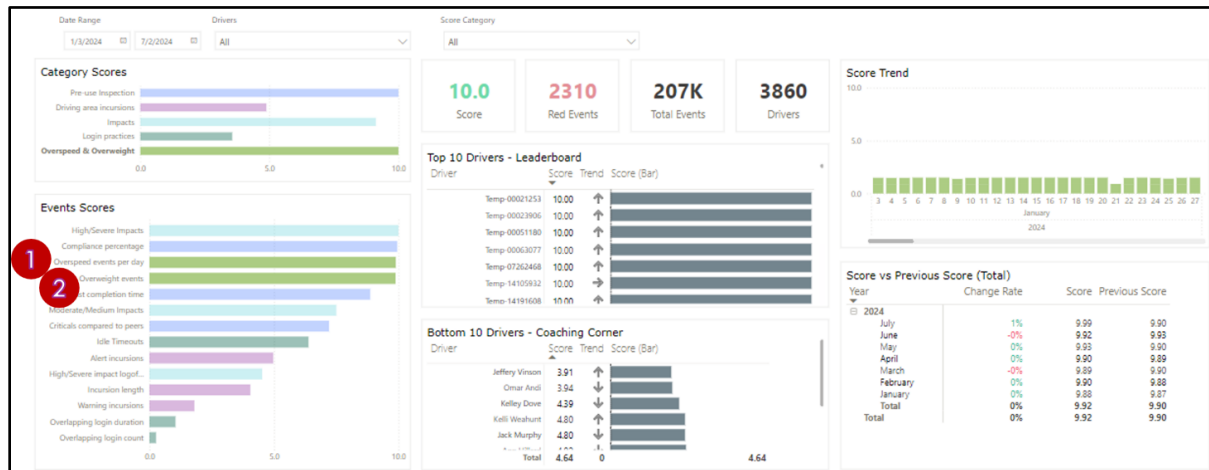 Date Range
Drivers
Score Category
1/3/2024
7/2/2024
All
All
Category Scores
Pre-use Inspection
Driving area incursions
Impacts
Login practices
Overspeed & Overweight
0.0 5.0 10.0
10.0
Score
2310
Red Events
207K
Total Events
3860
Drivers
Score Trend
10.0
5.0
0.0
3 4 5 6 7 8 9 10 11 12 13 14 15 16 17 18 19 20 21 22 23 24 25 26 27
January
2024
Top 10 Drivers - Leaderboard
Driver Score Trend Score (Bar)
Temp-00021253 10.00
Temp-00023906 10.00
Temp-00051180 10.00
Temp-00063077 10.00
Temp-07262468 10.00
Temp-14105932 10.00
Temp-14191608 10.00
Events Scores
High/Severe Impacts
Compliance percentage
1
Overspeed events per day
2
Overweight events
completion time
Moderate/Medium Impacts
Criticals compared to peers
Idle Timeouts
Alert incursions
High/Severe impact logof...
Incursion length
Warning incursions
Overlapping login duration
Overlapping login count
0.0 5.0 10.0
Bottom 10 Drivers - Coaching Corner
Driver Score Trend Score (Bar)
Jeffery Vinson 3.91
Omar Andi 3.94
Kelley Dove 4.39
Kelli Weahunt 4.80
Jack Murphy 4.80
Total 4.64 0 4.64
Score vs Previous Score (Total)
Year Change Rate Score Previous Score
2024
July 1% 9.99 9.90
June -0% 9.92 9.93
May 0% 9.93 9.90
April 0% 9.90 9.89
March -0% 9.89 9.90
February 0% 9.90 9.88
January 0% 9.88 9.87
Total 0% 9.92 9.90
Total 0% 9.92 9.90